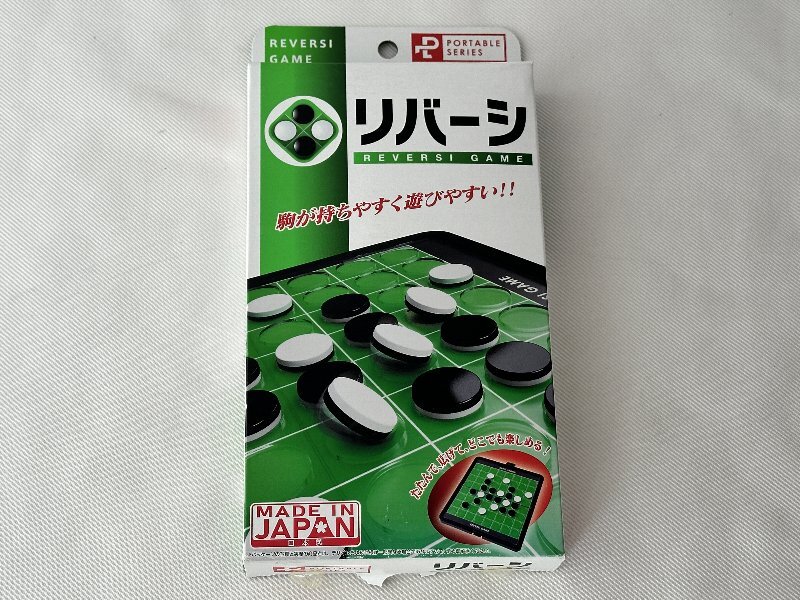 REVERSI
GAME
PORTABLE
SERIES
リバーシ
REVERSI GAME
駒が持ちやすく遊びやすい!!
GAME
たたんで、広げて、どこでも楽しめる!
MADE IN
JAPAN
日本製
リバーシ